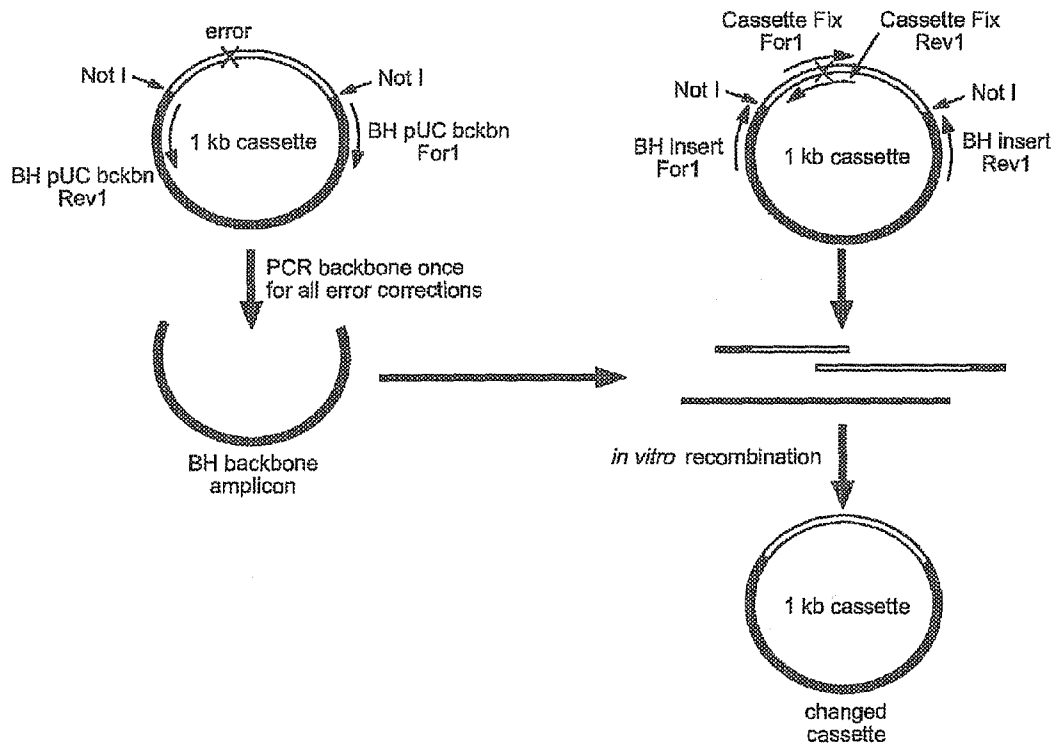 error
Not I
Not I
1 kb cassette
BH pUC bckbn
For1
BH pUC bckbn
Rev1
PCR backbone once
for all error corrections
BH backbone
amplicon
Cassette Fix
For1
Cassette Fix
Rev1
Not I
Not I
BH insert
For1
1 kb cassette
BH insert
Rev1
in vitro recombination
1 kb cassette
changed
cassette